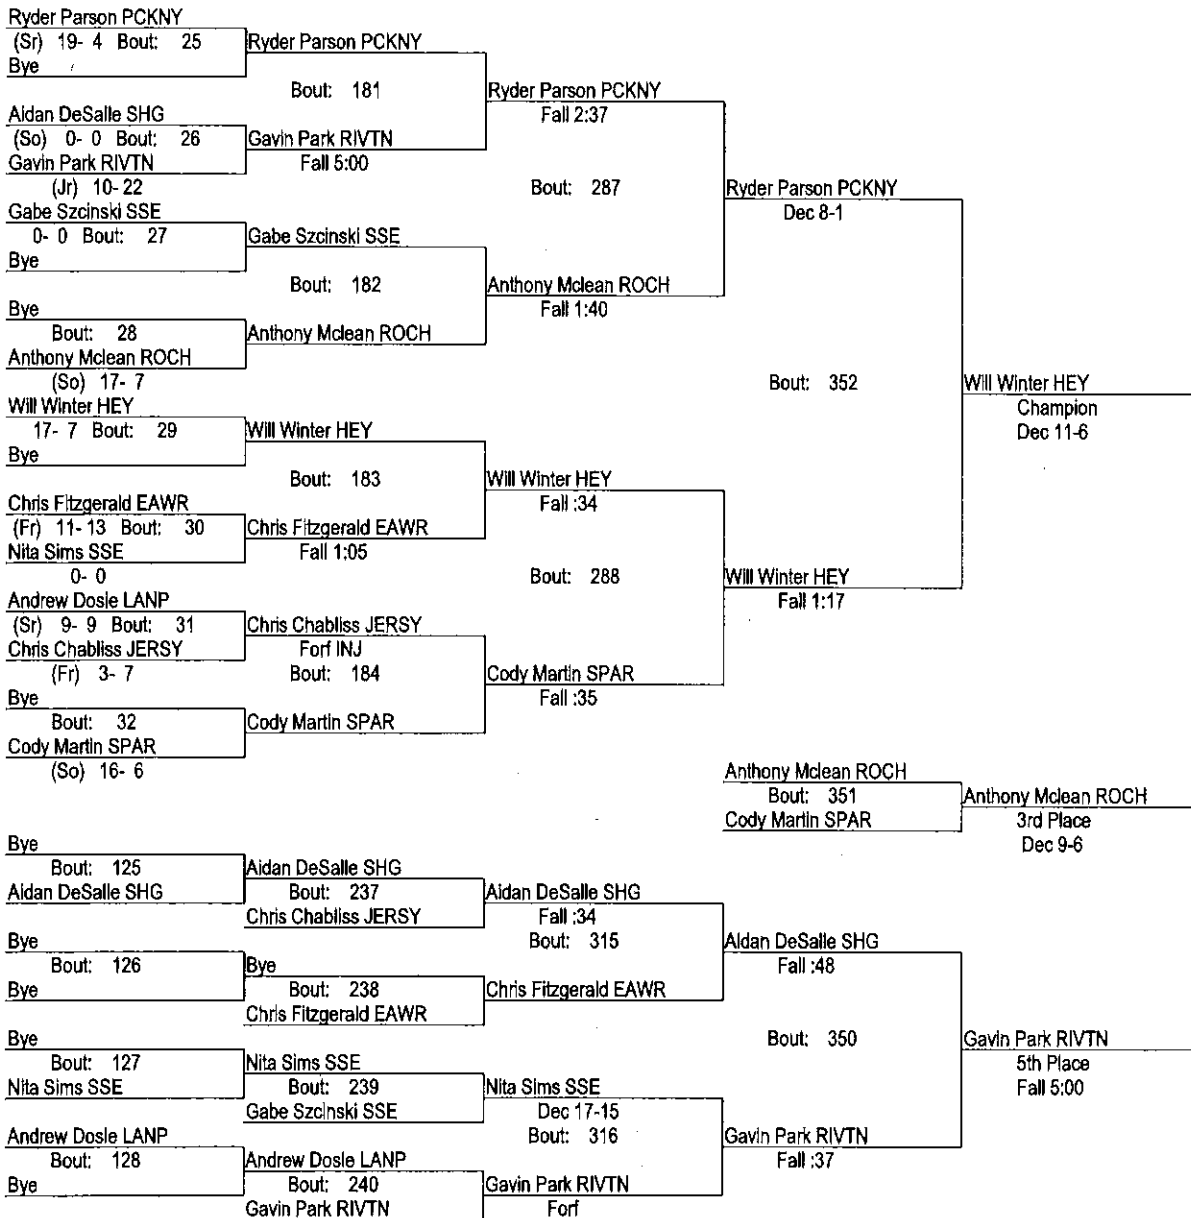 Ryder Parson PCKNY
(Sr) 19- 4 Bout: 25
Bye
Aidan DeSalle SHG
(So) 0- 0 Bout: 26
Gavin Park RIVTN
(Jr) 10- 22
Gabe Szcinski SSE
0- 0 Bout: 27
Bye
Bye
Bout: 28
Anthony Mclean ROCH
(So) 17- 7
Will Winter HEY
17- 7 Bout: 29
Bye
Chris Fitzgerald EAWR
(Fr) 11- 13 Bout: 30
Nita Sims SSE
0- 0
Andrew Dosle LANP
(Sr) 9- 9 Bout: 31
Chris Chabliss JERSY
(Fr) 3- 7
Bye
Bout: 32
Cody Martin SPAR
(So) 16- 6
Ryder Parson PCKNY
Bout: 181
Gavin Park RIVTN
Fall 5:00
Gabe Szcinski SSE
Bout: 182
Anthony Mclean ROCH
Will Winter HEY
Bout: 183
Chris Fitzgerald EAWR
Fall 1:05
Chris Chabliss JERSY
Forf INJ
Bout: 184
Cody Martin SPAR
Ryder Parson PCKNY
Fall 2:37
Bout: 287
Anthony Mclean ROCH
Fall 1:40
Will Winter HEY
Fall :34
Bout: 288
Cody Martin SPAR
Fall :35
Ryder Parson PCKNY
Dec 8-1
Bout: 352
Will Winter HEY
Fall 1:17
Will Winter HEY
Champion
Dec 11-6
Anthony Mclean ROCH
Bout: 351
Cody Martin SPAR
Anthony Mclean ROCH
3rd Place
Dec 9-6
Bye
Bout: 125
Aidan DeSalle SHG
Bye
Bout: 126
Bye
Bye
Bout: 127
Nita Sims SSE
Andrew Dosle LANP
Bout: 128
Bye
Aidan DeSalle SHG
Bout: 237
Chris Chabliss JERSY
Bye
Bout: 238
Chris Fitzgerald EAWR
Nita Sims SSE
Bout: 239
Gabe Szcinski SSE
Andrew Dosle LANP
Bout: 240
Gavin Park RIVTN
Aidan DeSalle SHG
Fall :34
Bout: 315
Chris Fitzgerald EAWR
Nita Sims SSE
Dec 17-15
Bout: 316
Gavin Park RIVTN
Forf
Aidan DeSalle SHG
Fall :48
Bout: 350
Gavin Park RIVTN
Fall :37
Gavin Park RIVTN
5th Place
Fall 5:00